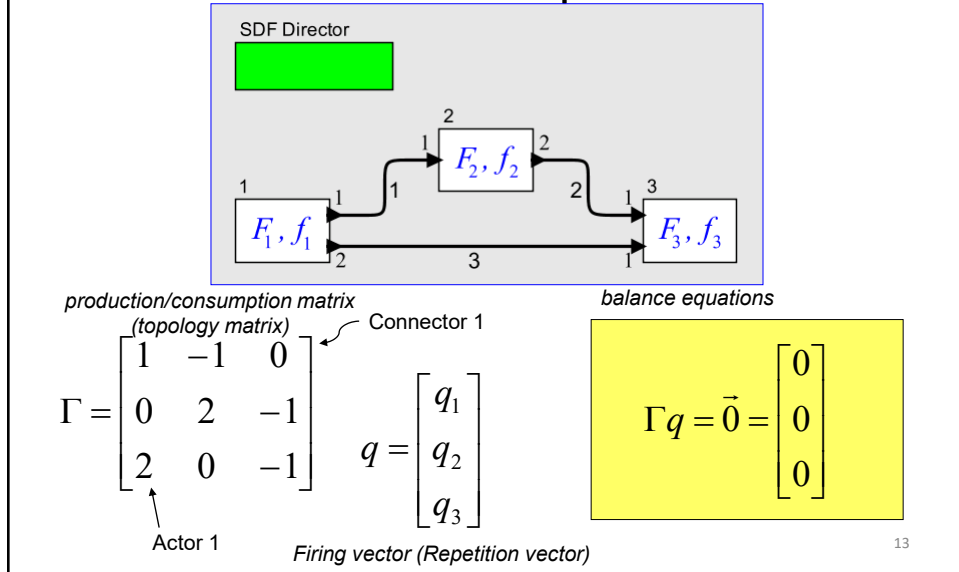 SDF Director
2
1
F₂, f₂
2
1
1
1
2
1
3
F₁, f₁
F₃, f₃
2
3
1
production/consumption matrix
(topology matrix)
Connector 1
balance equations
Γ = [1 −1 0
0 2 −1
2 0 −1]
q = [q₁
q₂
q₃]
Γq = 0⃗ = [0
0
0]
Actor 1
Firing vector (Repetition vector)
13